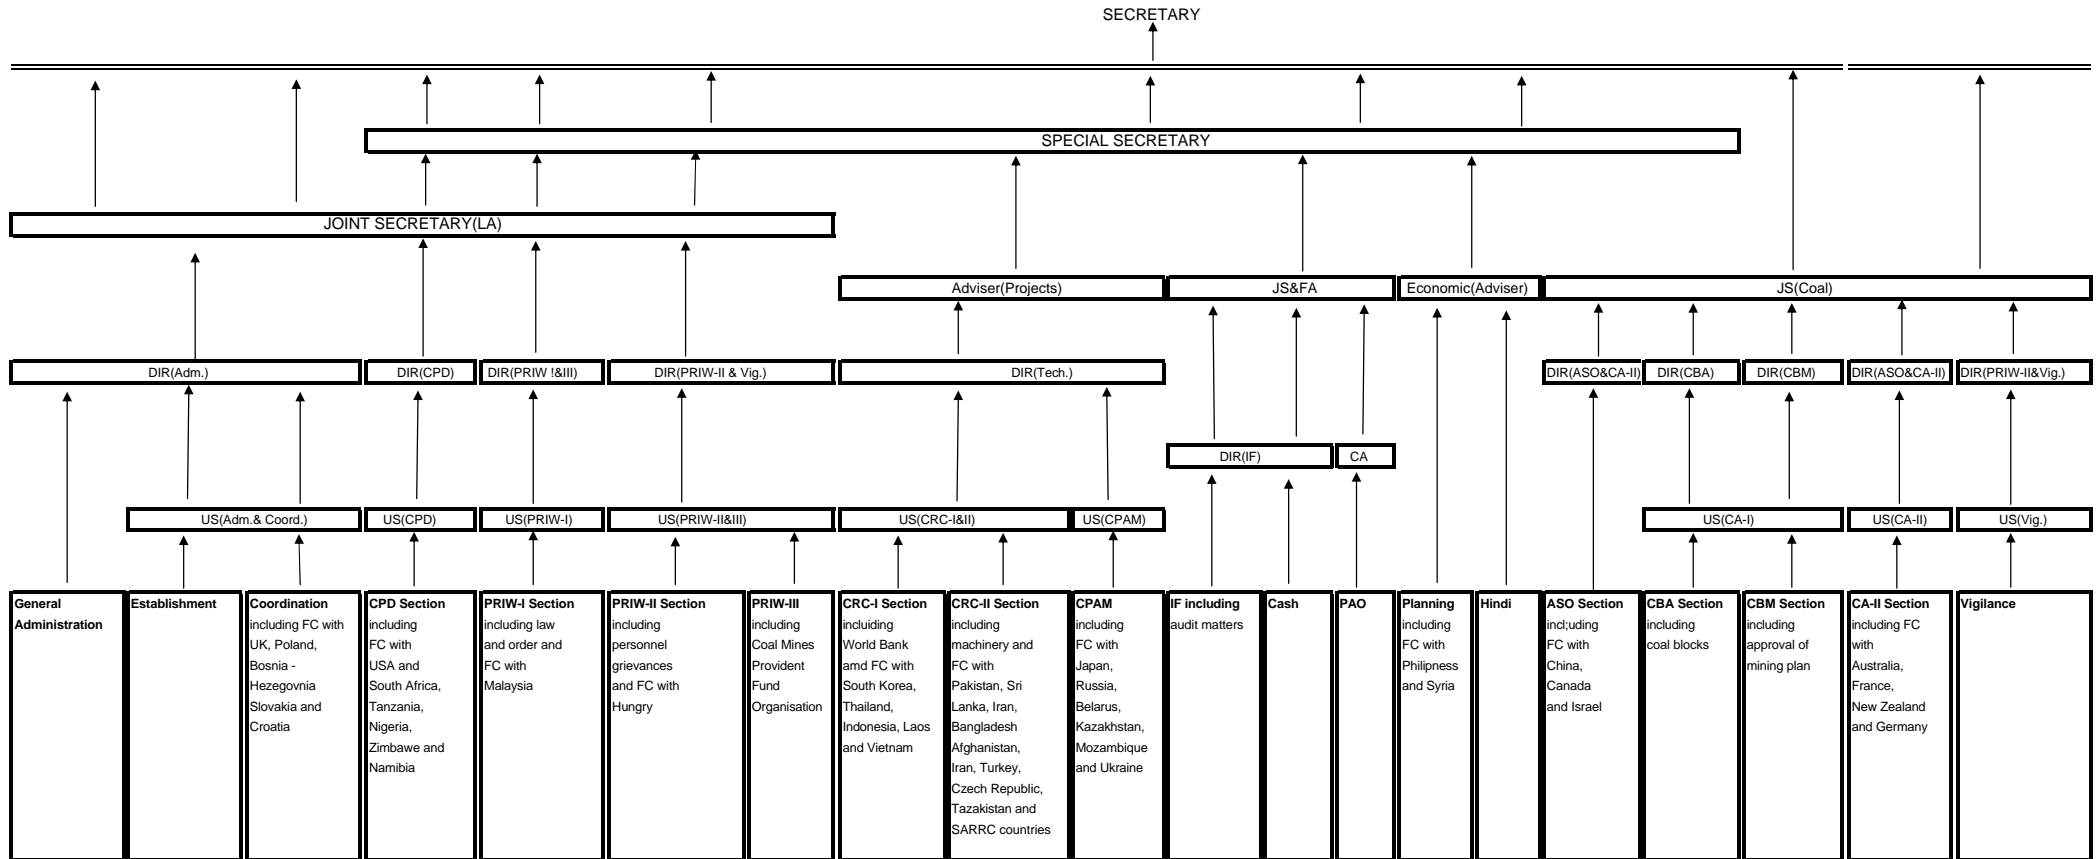 SECRETARY
SPECIAL SECRETARY
JOINT SECRETARY(LA)
Adviser(Projects)
JS&FA
Economic(Adviser)
JS(Coal)
DIR(Adm.)
DIR(CPD)
DIR(PRIW !&III)
DIR(PRIW-II & Vig.)
DIR(Tech.)
DIR(ASO&CA-II)
DIR(CBA)
DIR(CBM)
DIR(ASO&CA-II)
DIR(PRIW-II&Vig.)
DIR(IF)
CA
US(Adm.& Coord.)
US(CPD)
US(PRIW-I)
US(PRIW-II&III)
US(CRC-I&II)
US(CPAM)
US(CA-I)
US(CA-II)
US(Vig.)
General
Administration
Establishment
Coordination
including FC with
UK, Poland,
Bosnia -
Hezegovnia
Slovakia and
Croatia
CPD Section
including
FC with
USA and
South Africa,
Tanzania,
Nigeria,
Zimbawe and
Namibia
PRIW-I Section
including law
and order and
FC with
Malaysia
PRIW-II Section
including
personnel
grievances
and FC with
Hungry
PRIW-III
including
Coal Mines
Provident
Fund
Organisation
CRC-I Section
incluiding
World Bank
amd FC with
South Korea,
Thailand,
Indonesia, Laos
and Vietnam
CRC-II Section
including
machinery and
FC with
Pakistan, Sri
Lanka, Iran,
Bangladesh
Afghanistan,
Iran, Turkey,
Czech Republic,
Tazakistan and
SARRC countries
CPAM
including
FC with
Japan,
Russia,
Belarus,
Kazakhstan,
Mozambique
and Ukraine
IF including
audit matters
Cash
PAO
Planning
including
FC with
Philipness
and Syria
Hindi
ASO Section
incl;uding
FC with
China,
Canada
and Israel
CBA Section
including
coal blocks
CBM Section
including
approval of
mining plan
CA-II Section
including FC
with
Australia,
France,
New Zealand
and Germany
Vigilance